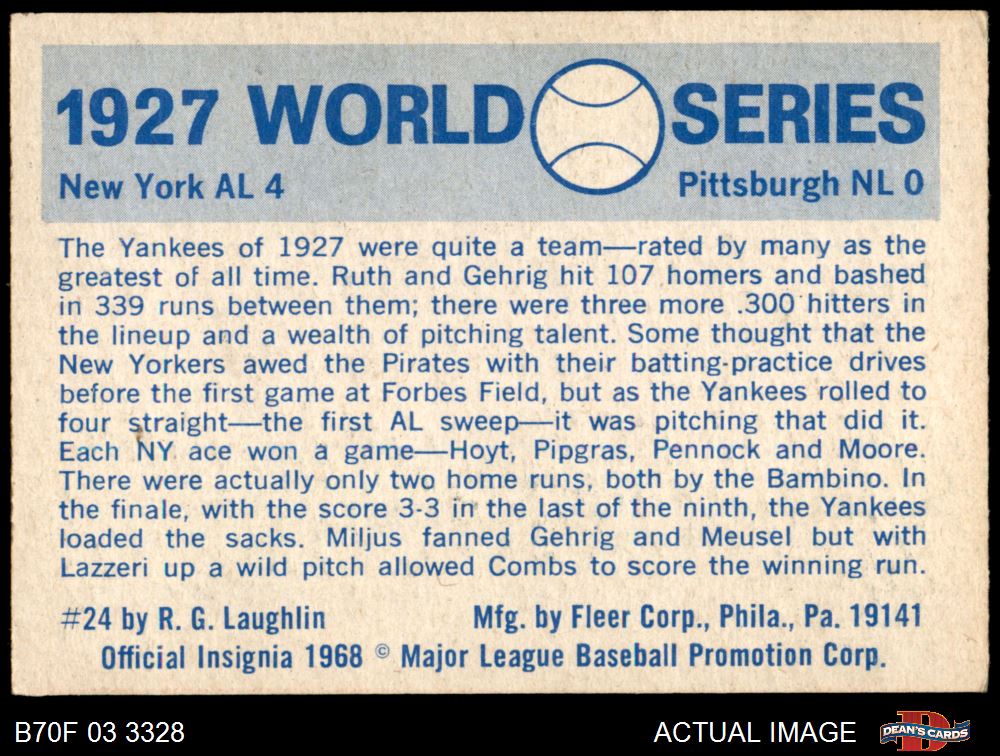 1927 WORLD SERIES
New York AL 4 Pittsburgh NL 0
The Yankees of 1927 were quite a team—rated by many as the
greatest of all time. Ruth and Gehrig hit 107 homers and bashed
in 339 runs between them; there were three more .300 hitters in
the lineup and a wealth of pitching talent. Some thought that the
New Yorkers awed the Pirates with their batting-practice drives
before the first game at Forbes Field, but as the Yankees rolled to
four straight—the first AL sweep—it was pitching that did it.
Each NY ace won a game—Hoyt, Pipgras, Pennock and Moore.
There were actually only two home runs, both by the Bambino. In
the finale, with the score 3-3 in the last of the ninth, the Yankees
loaded the sacks. Miljus fanned Gehrig and Meusel but with
Lazzeri up a wild pitch allowed Combs to score the winning run.
#24 by R. G. Laughlin Mfg. by Fleer Corp., Phila., Pa. 19141
Official Insignia 1968 © Major League Baseball Promotion Corp.
B70F 03 3328 ACTUAL IMAGE D DEAN'S CARDS